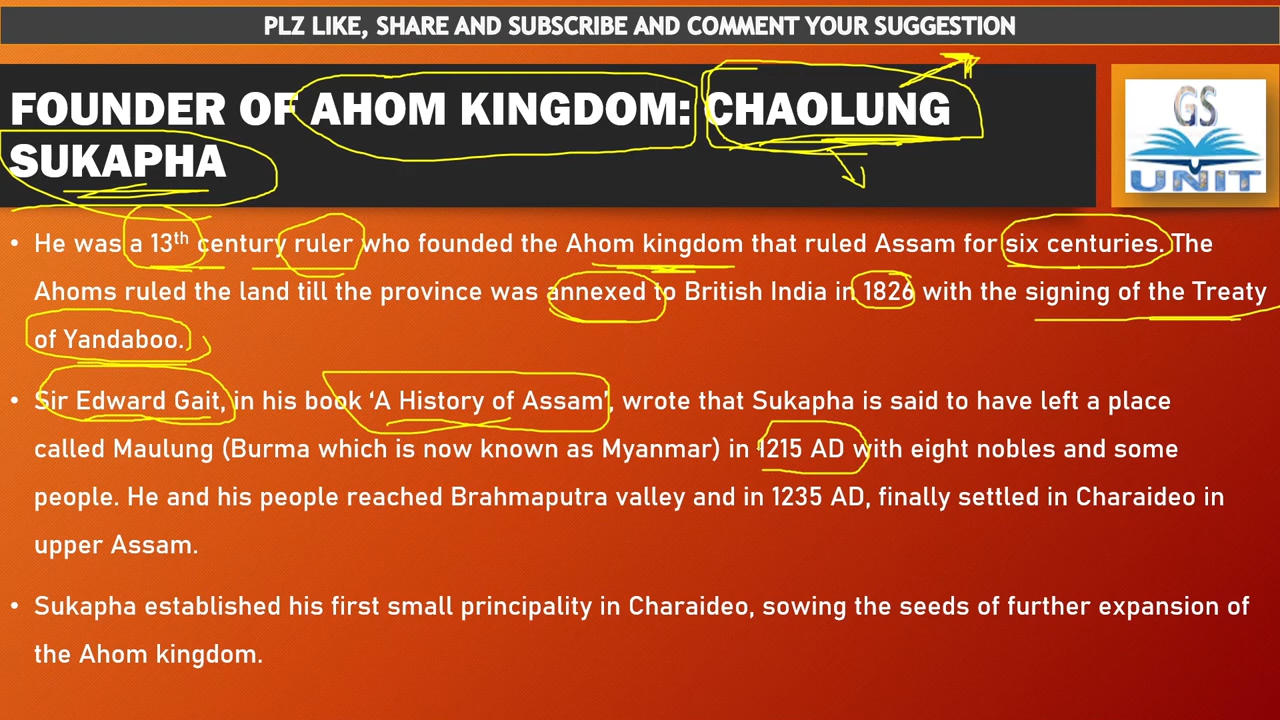 PLZ LIKE, SHARE AND SUBSCRIBE AND COMMENT YOUR SUGGESTION
FOUNDER OF AHOM KINGDOM: CHAOLUNG
SUKAPHA
GS
UNIT
• He was a 13th century ruler who founded the Ahom kingdom that ruled Assam for six centuries. The
Ahoms ruled the land till the province was annexed to British India in 1826 with the signing of the Treaty
of Yandaboo.
• Sir Edward Gait, in his book ‘A History of Assam’, wrote that Sukapha is said to have left a place
called Maulung (Burma which is now known as Myanmar) in 1215 AD with eight nobles and some
people. He and his people reached Brahmaputra valley and in 1235 AD, finally settled in Charaideo in
upper Assam.
• Sukapha established his first small principality in Charaideo, sowing the seeds of further expansion of
the Ahom kingdom.